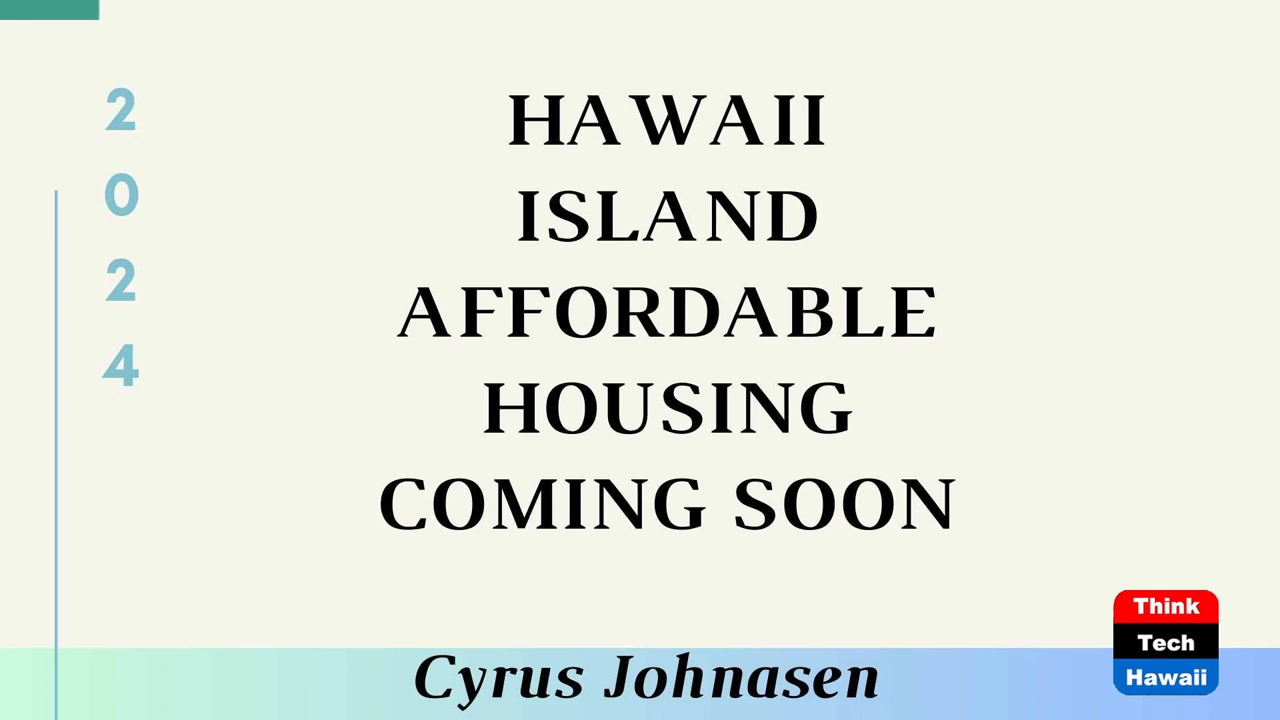 2
0
2
4
HAWAII
ISLAND
AFFORDABLE
HOUSING
COMING SOON
Cyrus Johnasen
Think
Tech
Hawaii